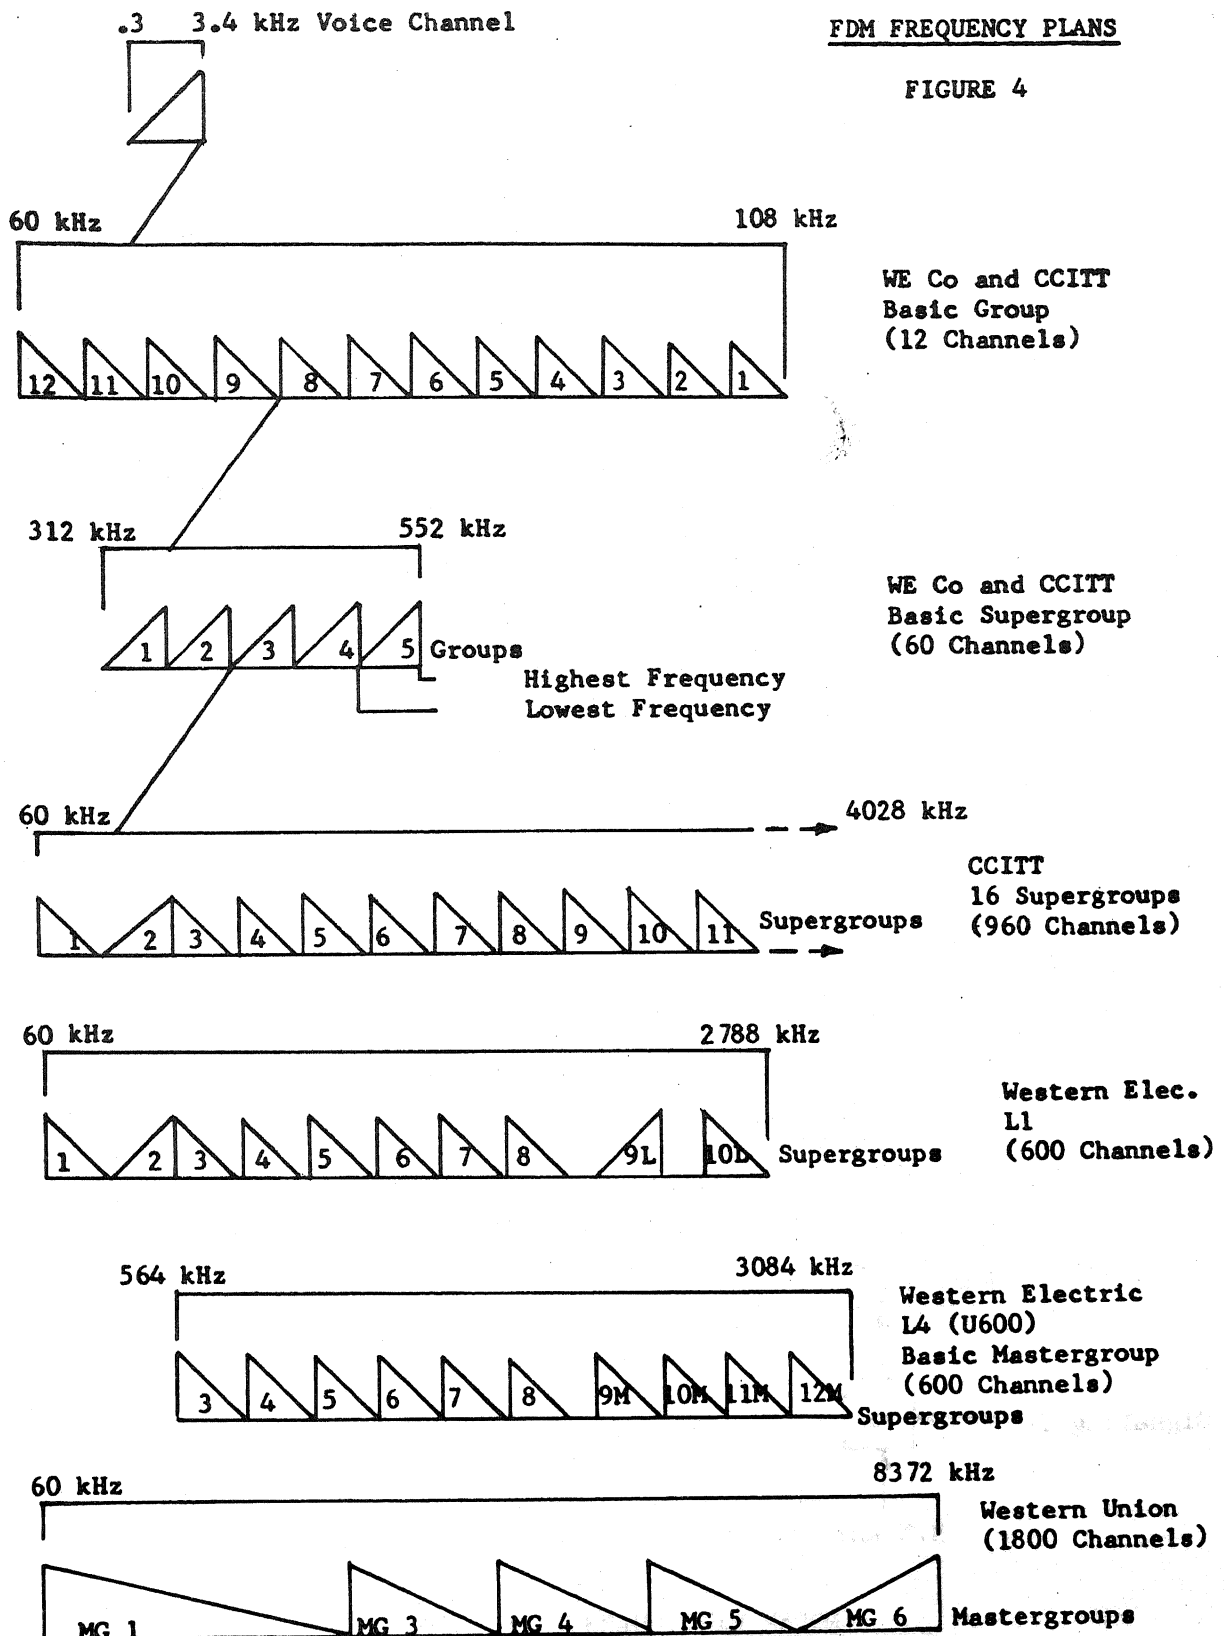 .3 3.4 kHz Voice Channel
FDM FREQUENCY PLANS
FIGURE 4
60 kHz 108 kHz
WE Co and CCITT
Basic Group
(12 Channels)
12 11 10 9 8 7 6 5 4 3 2 1
312 kHz 552 kHz
WE Co and CCITT
Basic Supergroup
(60 Channels)
1 2 3 4 5 Groups
Highest Frequency
Lowest Frequency
60 kHz 4028 kHz
CCITT
16 Supergroups
(960 Channels)
1 2 3 4 5 6 7 8 9 10 11 Supergroups
60 kHz 2788 kHz
Western Elec.
L1
(600 Channels)
1 2 3 4 5 6 7 8 9L 10L Supergroups
564 kHz 3084 kHz
Western Electric
L4 (U600)
Basic Mastergroup
(600 Channels)
3 4 5 6 7 8 9M 10M 11M 12M
Supergroups
60 kHz 8372 kHz
Western Union
(1800 Channels)
MG 1 MG 3 MG 4 MG 5 MG 6 Mastergroups